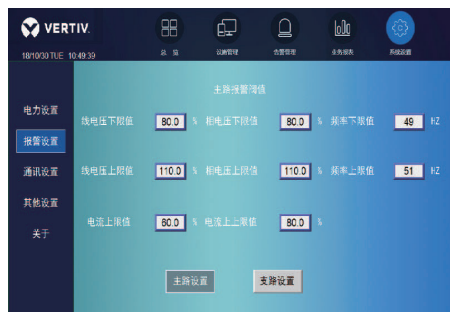 VERTIV.
18/10/30 TUE 10:49:39
总 览
设施管理
告警管理
业务报表
系统设置
电力设置
报警设置
通讯设置
其他设置
关于
主路报警阈值
线电压下限值 80.0 % 相电压下限值 80.0 % 频率下限值 49 HZ
线电压上限值 110.0 % 相电压上限值 110.0 % 频率上限值 51 HZ
电流上限值 60.0 % 电流上上限值 80.0 %
主路设置 支路设置